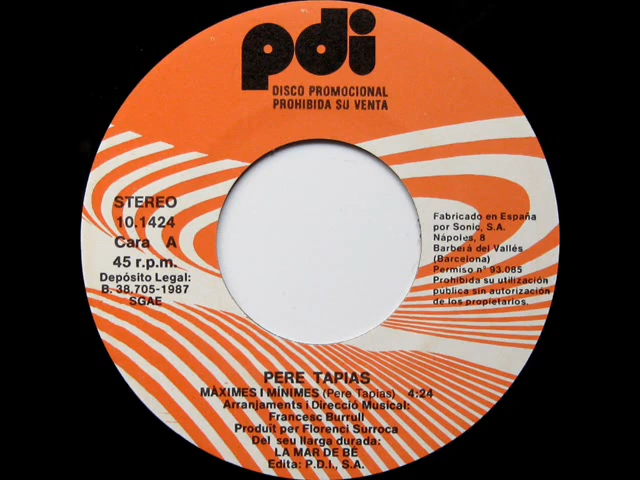 pdi
DISCO PROMOCIONAL
PROHIBIDA SU VENTA
STEREO
10.1424
Cara A
45 r.p.m.
Depósito Legal:
B. 38.705-1987
SGAE
Fabricado en España
por Sonic, S.A.
Nápoles, 8
Barberá del Vallés
(Barcelona)
Permiso n° 93.085
Prohibida su utilización
publica sin autorización
de los propietarios.
PERE TAPIAS
MÀXIMES I MÍNIMES (Pere Tapias) 4:24
Arranjaments i Direcció Musical:
Francesc Burrull
Produït per Florenci Surroca
Del seu llarga durada:
LA MAR DE BÉ
Edita: P.D.I., S.A.